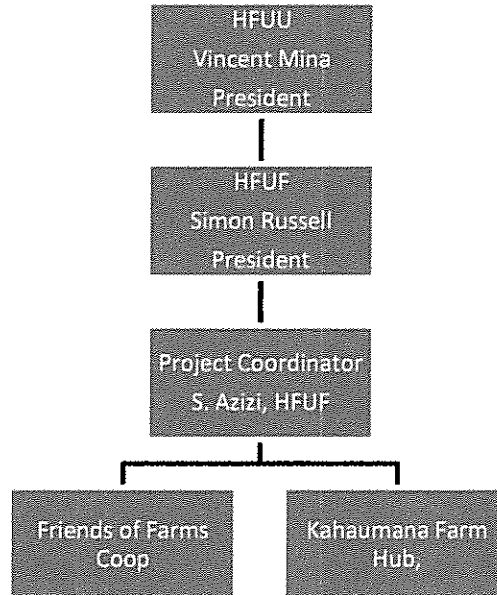 HFUU
Vincent Mina
President
HFUF
Simon Russell
President
Project Coordinator
S. Azizi, HFUF
Friends of Farms
Coop
Kahaumana Farm
Hub,